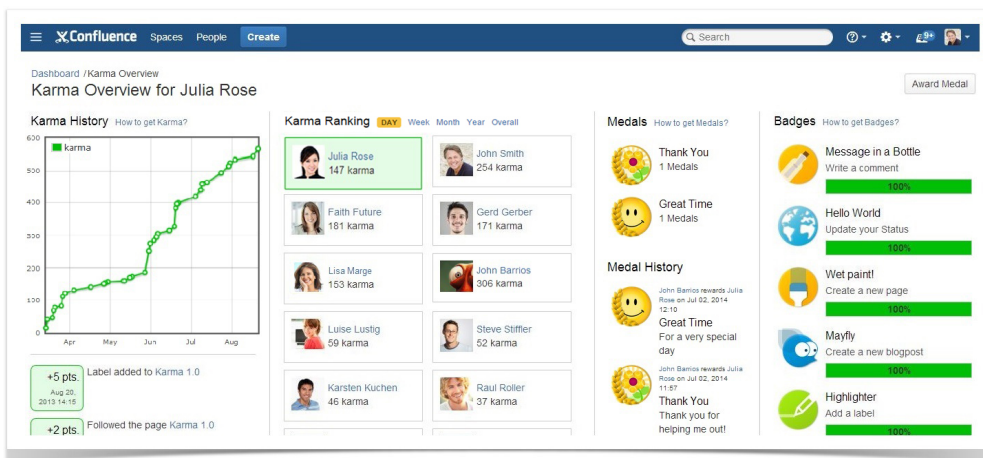 Confluence Spaces People Create Search 9+
Dashboard / Karma Overview
Karma Overview for Julia Rose
Award Medal
Karma History How to get Karma?
600
karma
500
400
300
200
100
0
Apr May Jun Jul Aug
+5 pts.
Aug 20,
2013 14:15
Label added to Karma 1.0
+2 pts.
Followed the page Karma 1.0
Karma Ranking DAY Week Month Year Overall
Julia Rose
147 karma
John Smith
254 karma
Faith Future
181 karma
Gerd Gerber
171 karma
Lisa Marge
153 karma
John Barrios
306 karma
Luise Lustig
59 karma
Steve Stiffler
52 karma
Karsten Kuchen
46 karma
Raul Roller
37 karma
Medals How to get Medals?
Thank You
1 Medals
Great Time
1 Medals
Medal History
John Barrios rewards Julia
Rose on Jul 02, 2014
12:10
Great Time
For a very special
day
John Barrios rewards Julia
Rose on Jul 02, 2014
11:57
Thank You
Thank you for
helping me out!
Badges How to get Badges?
Message in a Bottle
Write a comment
100%
Hello World
Update your Status
100%
Wet paint!
Create a new page
100%
Mayfly
Create a new blogpost
100%
Highlighter
Add a label
100%